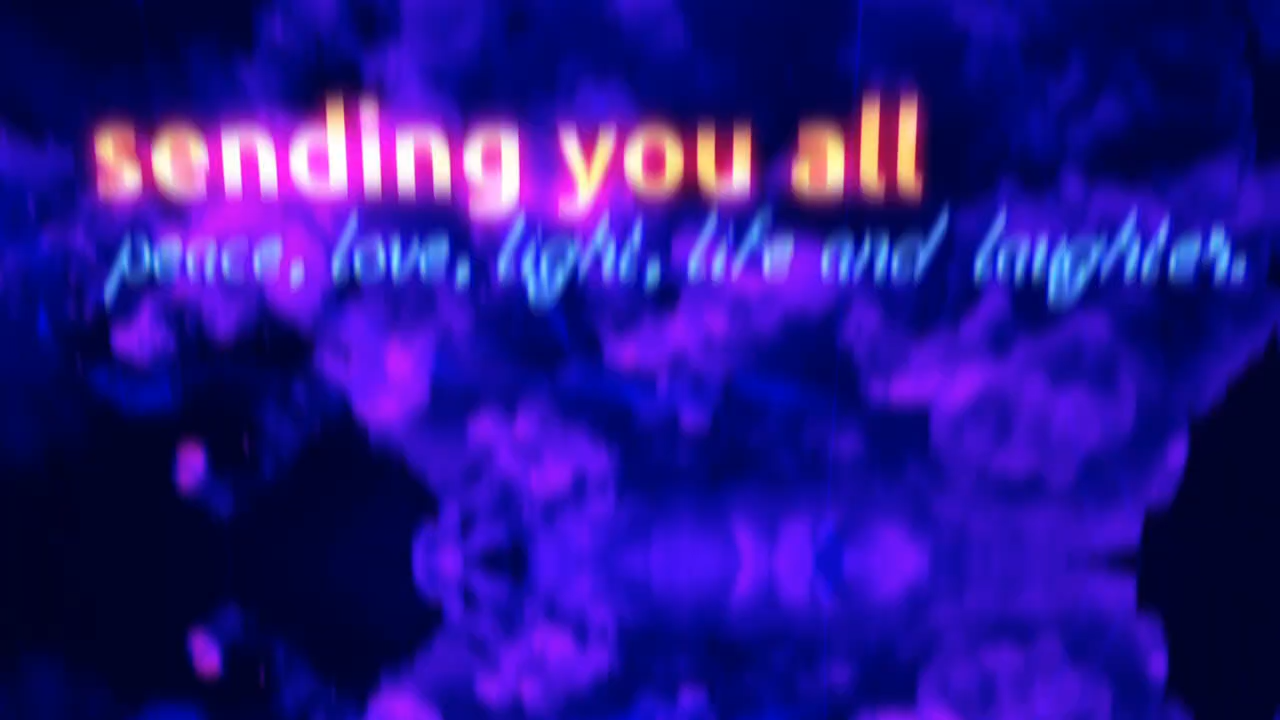 sending you all
peace, love, light, life and laughter.